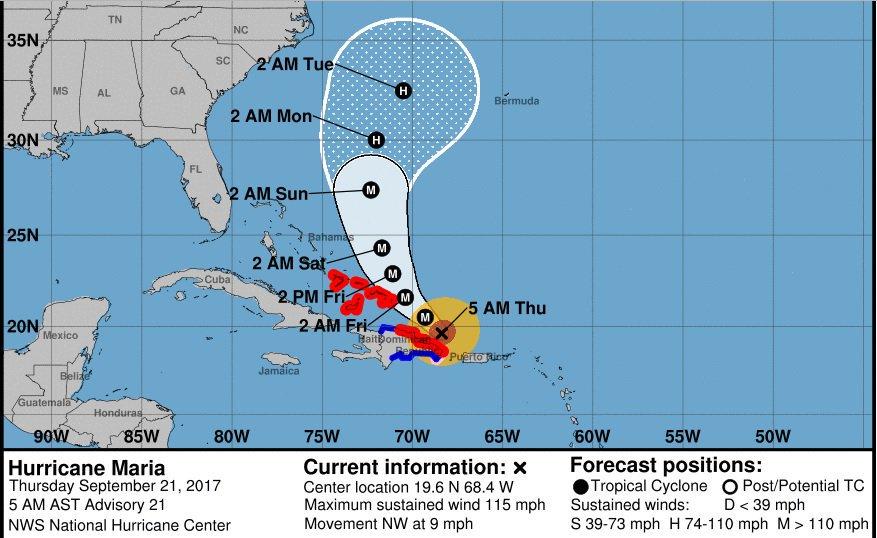 TN
NC
35N
SC
2 AM Tue
H
MS
AL
GA
Bermuda
2 AM Mon
30N
H
FL
2 AM Sun
M
25N
Bahamas
M
2 AM Sat
M
Cuba
2 PM Fri
M
5 AM Thu
M
20N
2 AM Fri
Mexico
Haiti
Dominican
Republic
Puerto Rico
Jamaica
Belize
Guatemala
Honduras
90W 85W 80W 75W 70W 65W 60W 55W 50W
Hurricane Maria
Thursday September 21, 2017
5 AM AST Advisory 21
NWS National Hurricane Center
Current information: ×
Center location 19.6 N 68.4 W
Maximum sustained wind 115 mph
Movement NW at 9 mph
Forecast positions:
Tropical Cyclone Post/Potential TC
Sustained winds: D < 39 mph
S 39-73 mph H 74-110 mph M > 110 mph